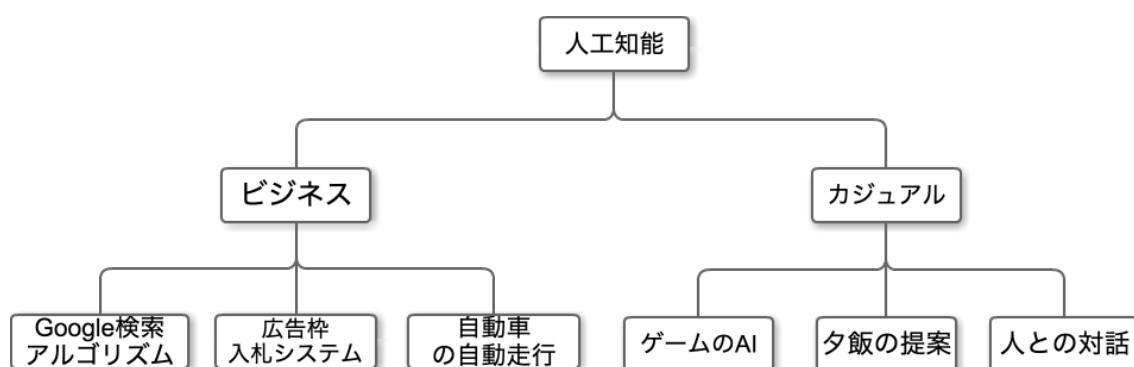 人工知能
ビジネス
カジュアル
Google検索
アルゴリズム
広告枠
入札システム
自動車
の自動走行
ゲームのAI
夕飯の提案
人との対話